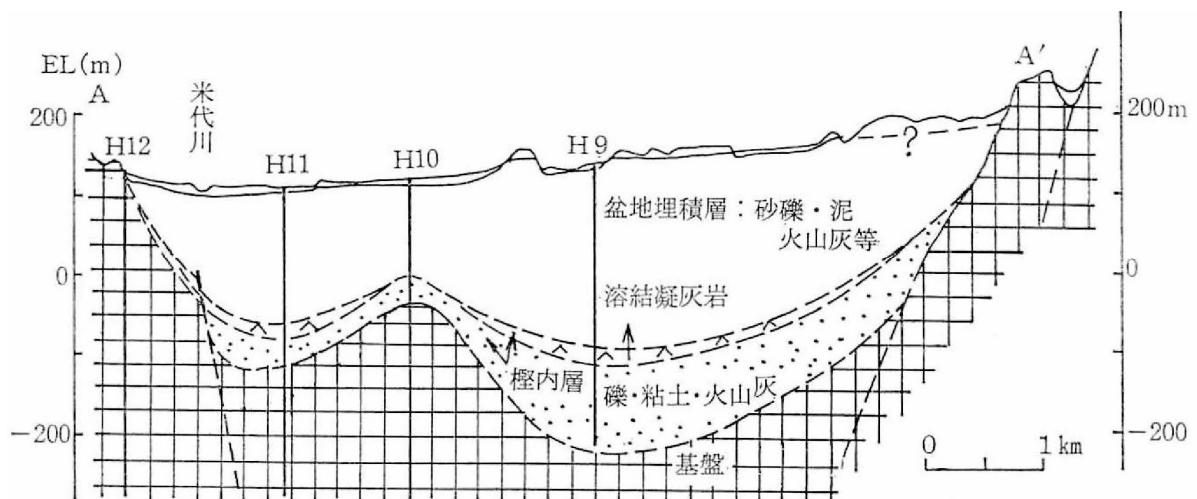 EL(m)
A
米代川
A′
200
200m
H12
H11
H10
H9
?
盆地埋積層：砂礫・泥
火山灰等
0
0
溶結凝灰岩
樫内層
礫・粘土・火山灰
−200
−200
基盤
0
1km